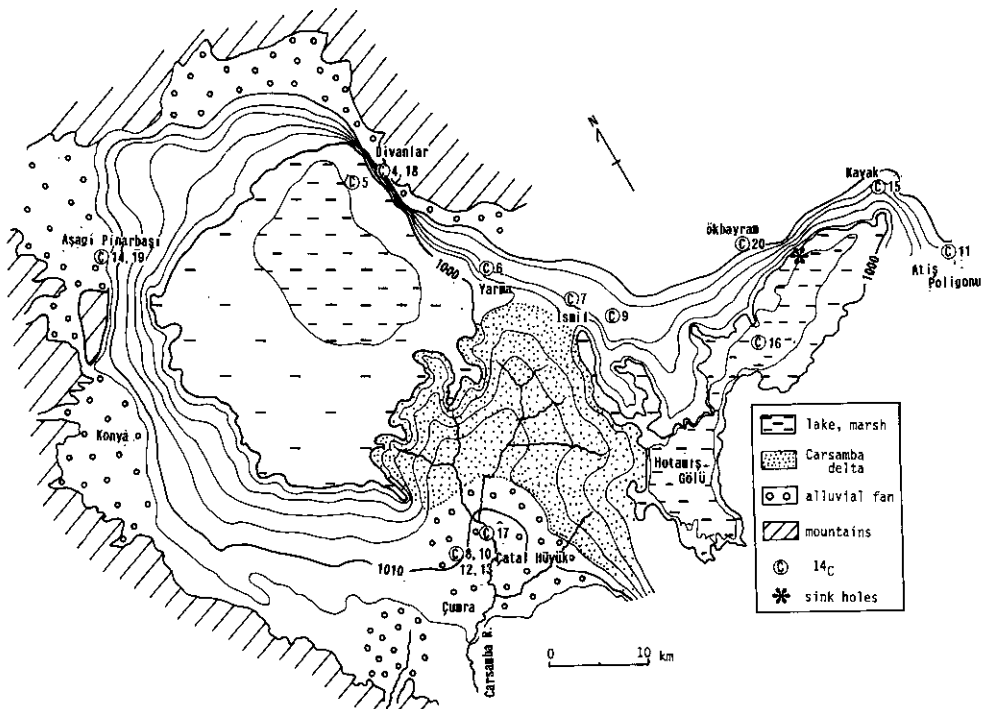 Divanlar
Ⓒ 4, 18
Ⓒ 5
N
Kayak
Ⓒ 15
Aşagi Pinarbaşi
Ⓒ 14, 19
1000
Ⓒ 6
Yarma
Ökbayram
Ⓒ 20
1000
Ⓒ 11
Atiş
Poligonu
Ⓒ 7
Ismil
Ⓒ 9
Ⓒ 16
Konya
Hotamiş
Gölü
lake, marsh
Carsamba
delta
alluvial fan
mountains
Ⓒ 14C
sink holes
Ⓒ 17
Ⓒ 8, 10
12, 13
Çatal Hüyük
1010
Çumra
Carsamba R.
0 10 km